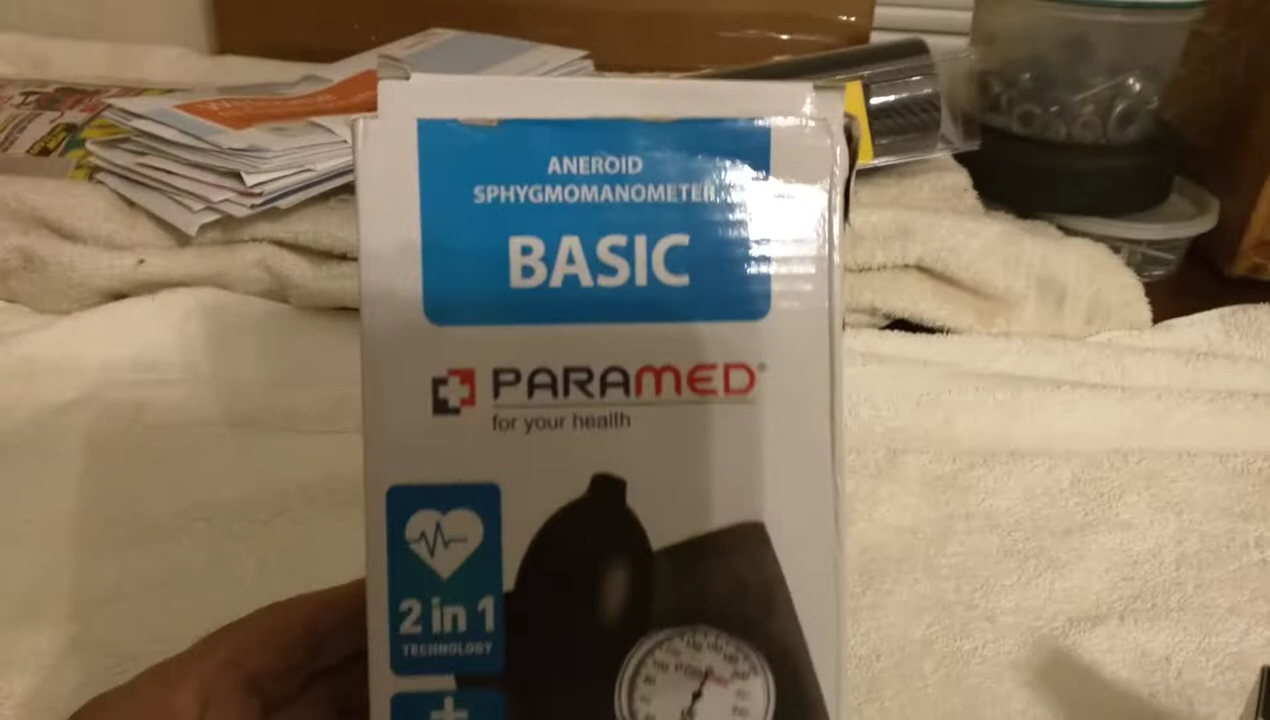 ANEROID
SPHYGMOMANOMETER
BASIC
PARAMED®
for your health
2 in 1
TECHNOLOGY